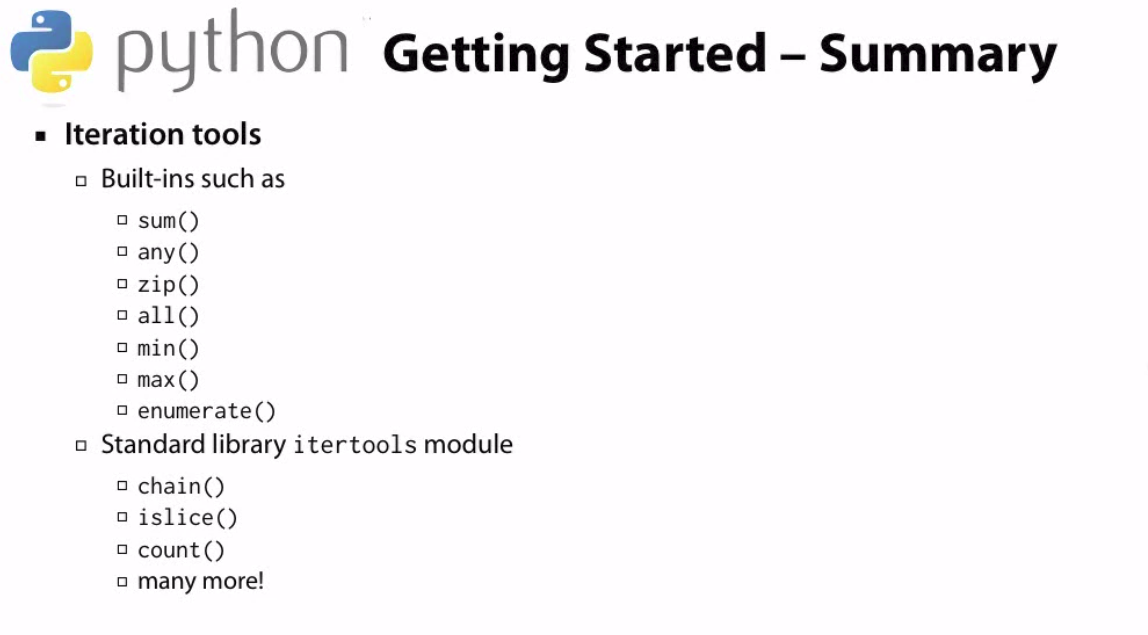 python Getting Started – Summary
Iteration tools
Built-ins such as
sum()
any()
zip()
all()
min()
max()
enumerate()
Standard library itertools module
chain()
islice()
count()
many more!